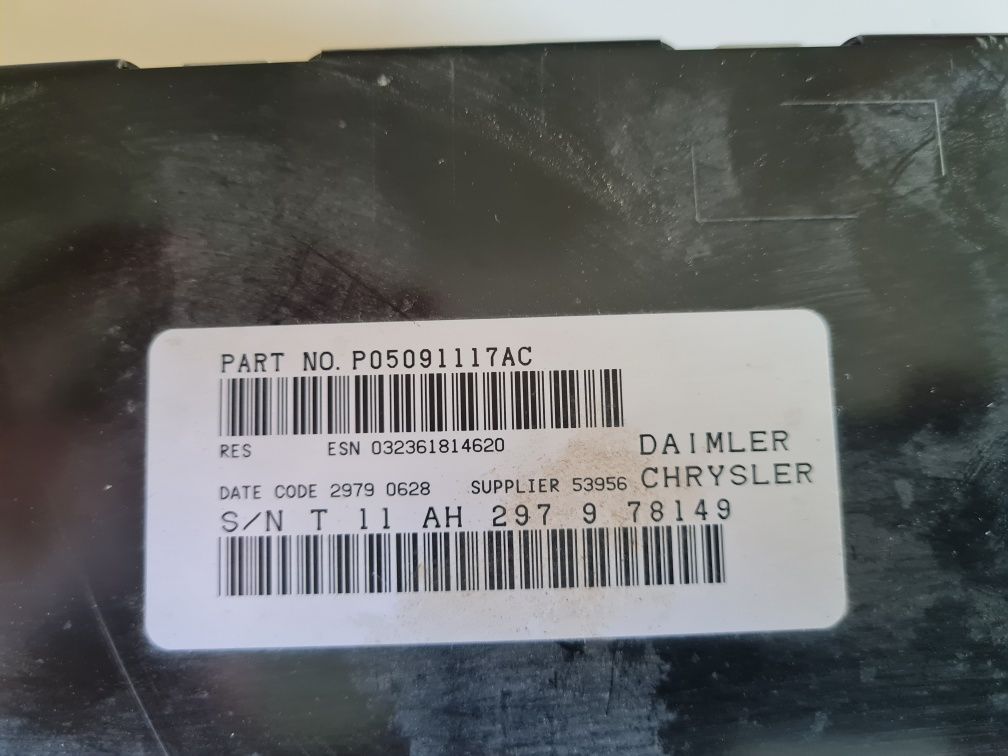 PART NO. P05091117AC
RES ESN 032361814620
DAIMLER
CHRYSLER
DATE CODE 2979 0628 SUPPLIER 53956
S/N T 11 AH 297 9 78149